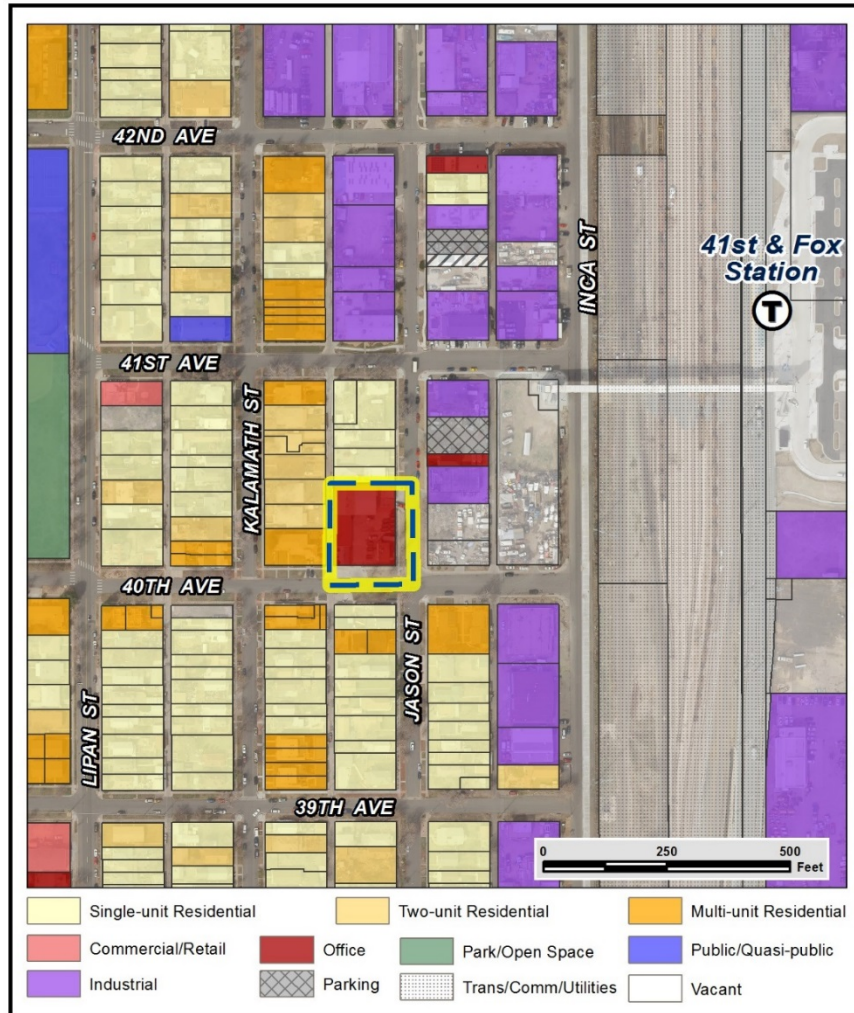 42ND AVE
41st & Fox
Station
T
INCA ST
41ST AVE
KALAMATH ST
40TH AVE
JASON ST
LIPAN ST
39TH AVE
0 250 500
Feet
Single-unit Residential Two-unit Residential Multi-unit Residential
Commercial/Retail Office Park/Open Space Public/Quasi-public
Industrial Parking Trans/Comm/Utilities Vacant